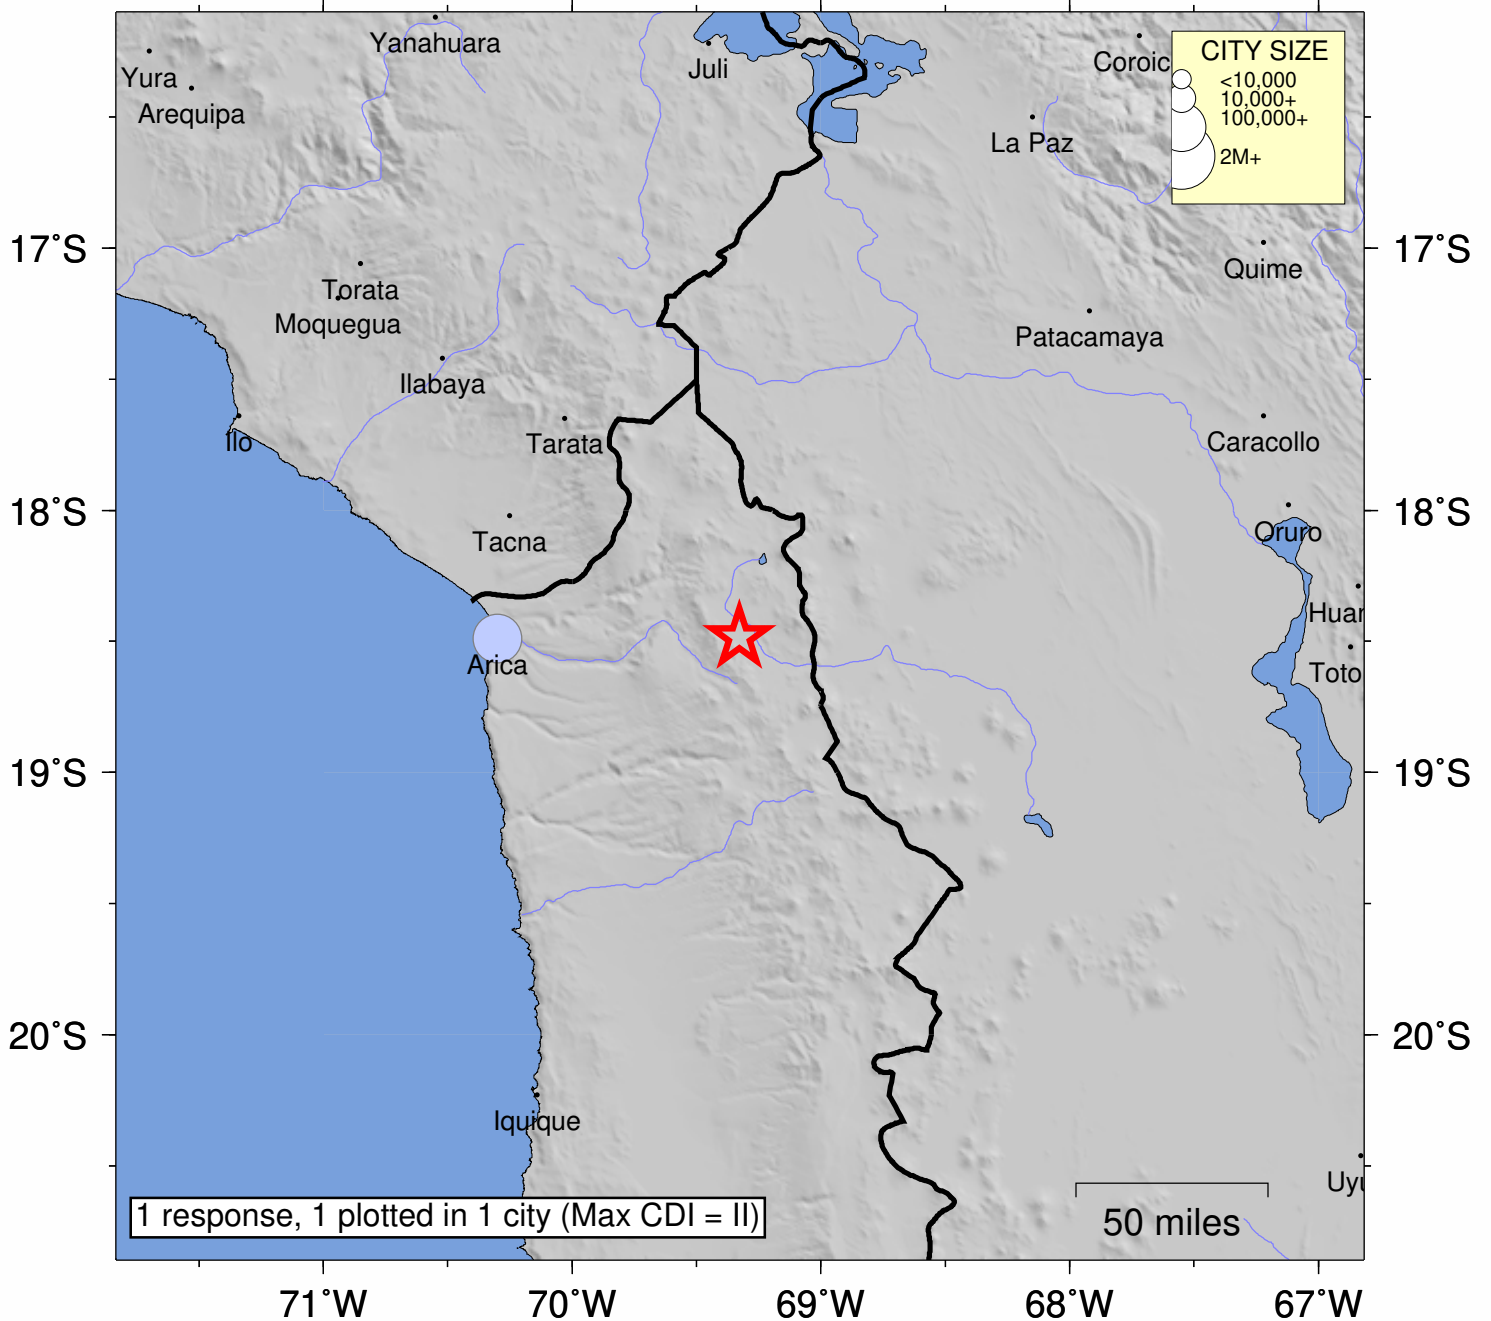 Yanahuara
Yura
Arequipa
Juli
Coroic
CITY SIZE
<10,000
10,000+
100,000+
2M+
La Paz
17˚S
17˚S
Quime
Torata
Moquegua
Patacamaya
Ilabaya
Ilo
Tarata
Caracollo
18˚S
18˚S
Tacna
Oruro
Huar
Arica
Toto
19˚S
19˚S
20˚S
20˚S
Iquique
Uyu
1 response, 1 plotted in 1 city (Max CDI = II)
50 miles
71˚W
70˚W
69˚W
68˚W
67˚W